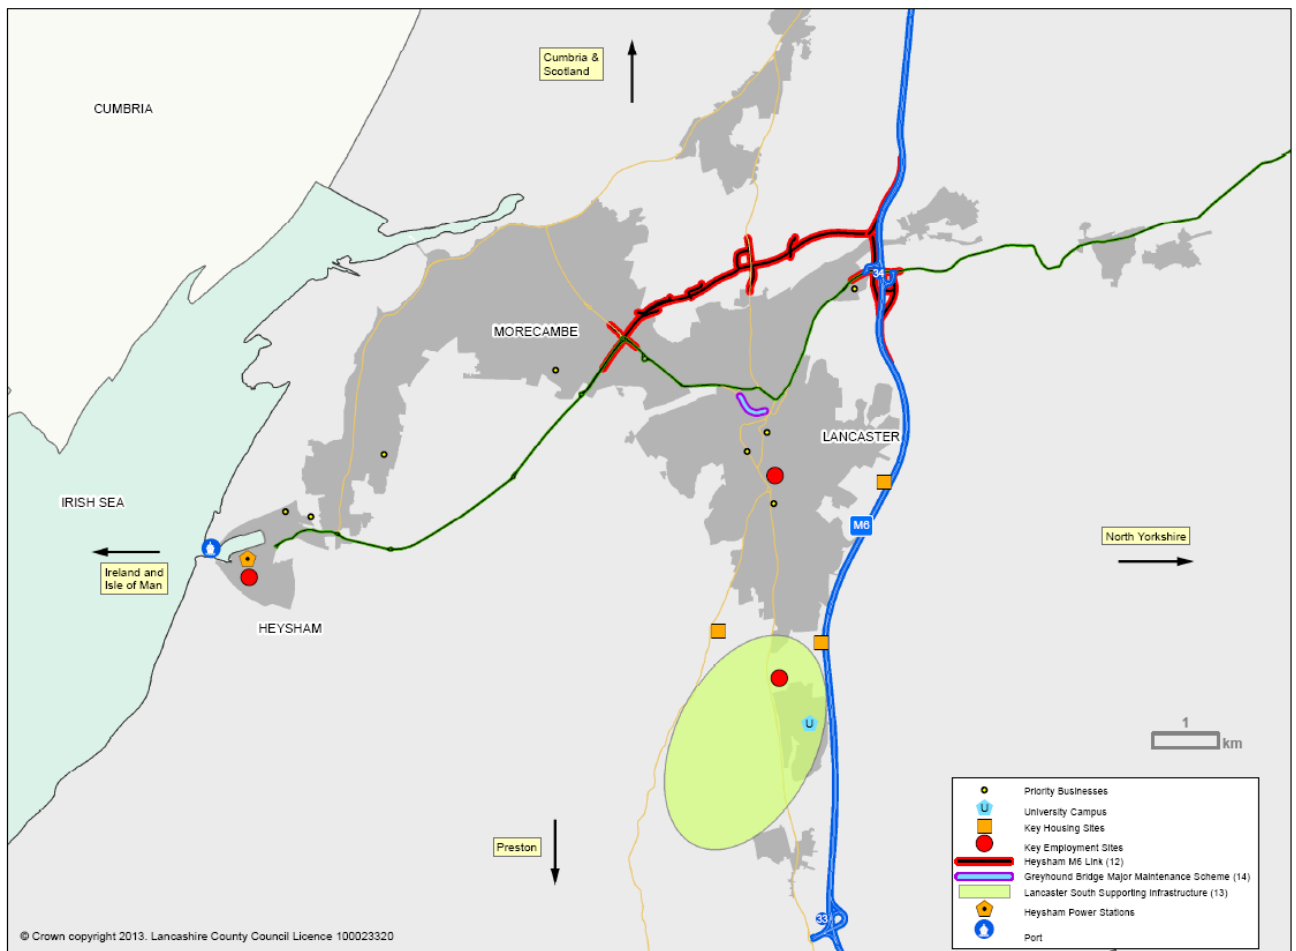 Cumbria &
Scotland
CUMBRIA
34
MORECAMBE
LANCASTER
IRISH SEA
M6
North Yorkshire
Ireland and
Isle of Man
HEYSHAM
U
1
km
Preston
33
Priority Businesses
U University Campus
Key Housing Sites
Key Employment Sites
Heysham M6 Link (12)
Greyhound Bridge Major Maintenance Scheme (14)
Lancaster South Supporting Infrastructure (13)
Heysham Power Stations
Port
© Crown copyright 2013. Lancashire County Council Licence 100023320